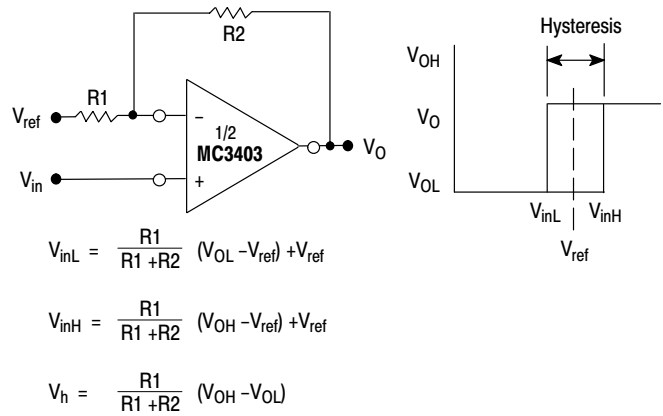 R2
Hysteresis
R1
V_ref
V_in
−
+
1/2
MC3403
V_O
V_OH
V_O
V_OL
V_inL V_inH
V_ref
V_inL = R1 / R1 +R2 (V_OL –V_ref) +V_ref
V_inH = R1 / R1 +R2 (V_OH –V_ref) +V_ref
V_h = R1 / R1 +R2 (V_OH –V_OL)